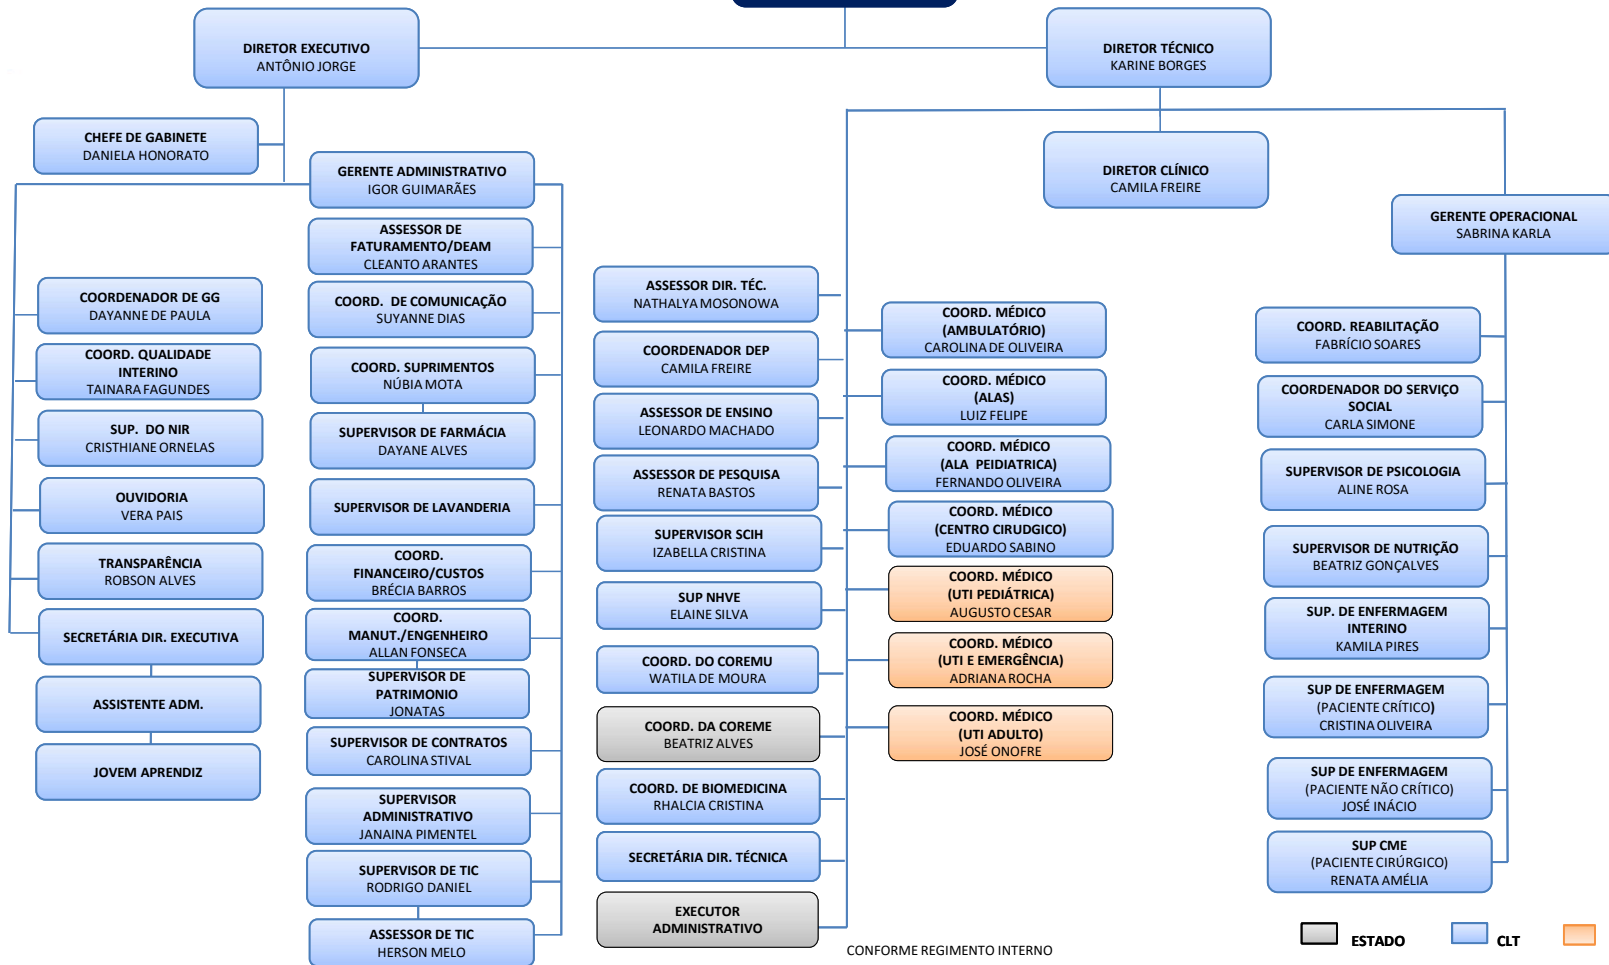 DIRETOR EXECUTIVO
ANTÔNIO JORGE
DIRETOR TÉCNICO
KARINE BORGES
CHEFE DE GABINETE
DANIELA HONORATO
DIRETOR CLÍNICO
CAMILA FREIRE
GERENTE OPERACIONAL
SABRINA KARLA
COORDENADOR DE GG
DAYANNE DE PAULA
COORD. QUALIDADE
INTERINO
TAINARA FAGUNDES
SUP. DO NIR
CRISTHIANE ORNELAS
OUVIDORIA
VERA PAIS
TRANSPARÊNCIA
ROBSON ALVES
SECRETÁRIA DIR. EXECUTIVA
ASSISTENTE ADM.
JOVEM APRENDIZ
GERENTE ADMINISTRATIVO
IGOR GUIMARÃES
ASSESSOR DE
FATURAMENTO/DEAM
CLEANTO ARANTES
COORD. DE COMUNICAÇÃO
SUYANNE DIAS
COORD. SUPRIMENTOS
NÚBIA MOTA
SUPERVISOR DE FARMÁCIA
DAYANE ALVES
SUPERVISOR DE LAVANDERIA
COORD.
FINANCEIRO/CUSTOS
BRÉCIA BARROS
COORD.
MANUT./ENGENHEIRO
ALLAN FONSECA
SUPERVISOR DE
PATRIMONIO
JONATAS
SUPERVISOR DE CONTRATOS
CAROLINA STIVAL
SUPERVISOR
ADMINISTRATIVO
JANAINA PIMENTEL
SUPERVISOR DE TIC
RODRIGO DANIEL
ASSESSOR DE TIC
HERSON MELO
ASSESSOR DIR. TÉC.
NATHALYA MOSONOWA
COORDENADOR DEP
CAMILA FREIRE
ASSESSOR DE ENSINO
LEONARDO MACHADO
ASSESSOR DE PESQUISA
RENATA BASTOS
SUPERVISOR SCIH
IZABELLA CRISTINA
SUP NHVE
ELAINE SILVA
COORD. DO COREMU
WATILA DE MOURA
COORD. DA COREME
BEATRIZ ALVES
COORD. DE BIOMEDICINA
RHALCIA CRISTINA
SECRETÁRIA DIR. TÉCNICA
EXECUTOR
ADMINISTRATIVO
COORD. MÉDICO
(AMBULATÓRIO)
CAROLINA DE OLIVEIRA
COORD. MÉDICO
(ALAS)
LUIZ FELIPE
COORD. MÉDICO
(ALA PEIDIATRICA)
FERNANDO OLIVEIRA
COORD. MÉDICO
(CENTRO CIRUDGICO)
EDUARDO SABINO
COORD. MÉDICO
(UTI PEDIÁTRICA)
AUGUSTO CESAR
COORD. MÉDICO
(UTI E EMERGÊNCIA)
ADRIANA ROCHA
COORD. MÉDICO
(UTI ADULTO)
JOSÉ ONOFRE
COORD. REABILITAÇÃO
FABRÍCIO SOARES
COORDENADOR DO SERVIÇO
SOCIAL
CARLA SIMONE
SUPERVISOR DE PSICOLOGIA
ALINE ROSA
SUPERVISOR DE NUTRIÇÃO
BEATRIZ GONÇALVES
SUP. DE ENFERMAGEM
INTERINO
KAMILA PIRES
SUP DE ENFERMAGEM
(PACIENTE CRÍTICO)
CRISTINA OLIVEIRA
SUP DE ENFERMAGEM
(PACIENTE NÃO CRÍTICO)
JOSÉ INÁCIO
SUP CME
(PACIENTE CIRÚRGICO)
RENATA AMÉLIA
CONFORME REGIMENTO INTERNO
ESTADO
CLT